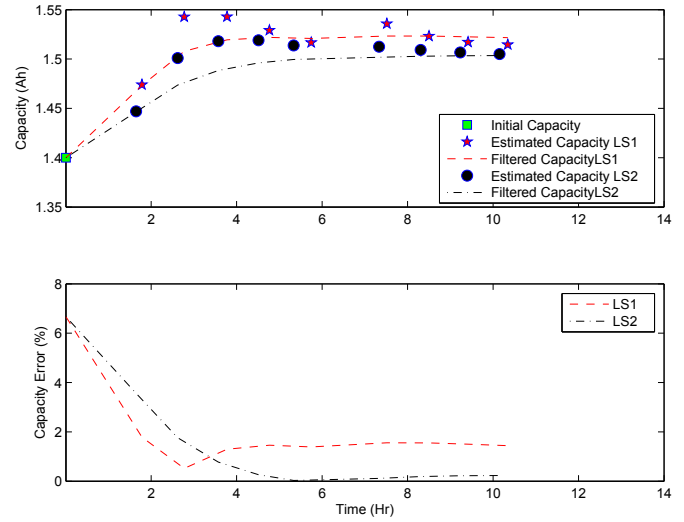 1.55
1.5
1.45
1.4
1.35
Capacity (Ah)
2
4
6
8
10
12
14
Initial Capacity
Estimated Capacity LS1
Filtered CapacityLS1
Estimated Capacity LS2
Filtered CapacityLS2
8
6
4
2
0
Capacity Error (%)
2
4
6
8
10
12
14
Time (Hr)
LS1
LS2